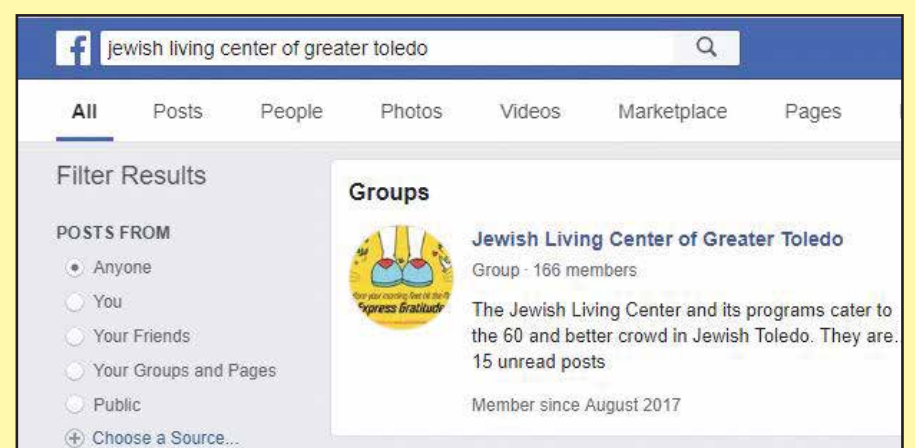 f jewish living center of greater toledo
All Posts People Photos Videos Marketplace Pages
Filter Results
POSTS FROM
Anyone
You
Your Friends
Your Groups and Pages
Public
Choose a Source...
Groups
Express Gratitude
Jewish Living Center of Greater Toledo
Group · 166 members
The Jewish Living Center and its programs cater to
the 60 and better crowd in Jewish Toledo. They are...
15 unread posts
Member since August 2017